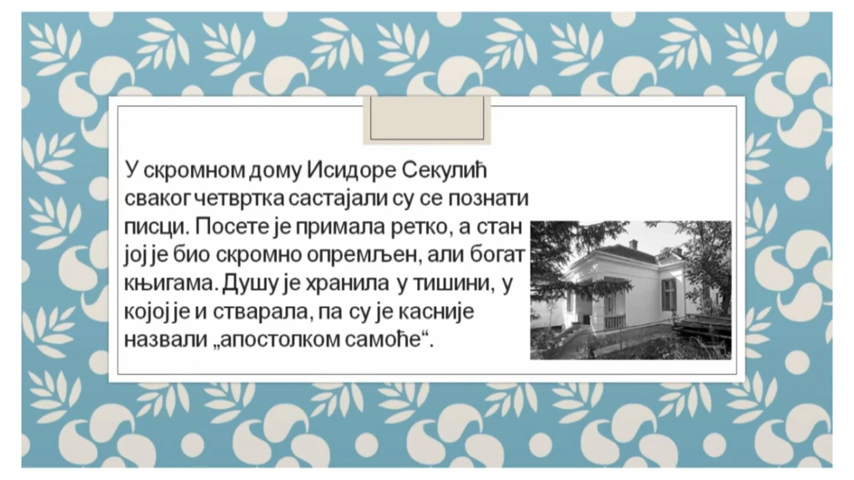 У скромном дому Исидоре Секулић
сваког четвртка састајали су се познати
писци. Посете је примала ретко, а стан
јој је био скромно опремљен, али богат
књигама. Душу је хранила у тишини, у
којој је и стварала, па су је касније
назвали „апостолком самоће“.